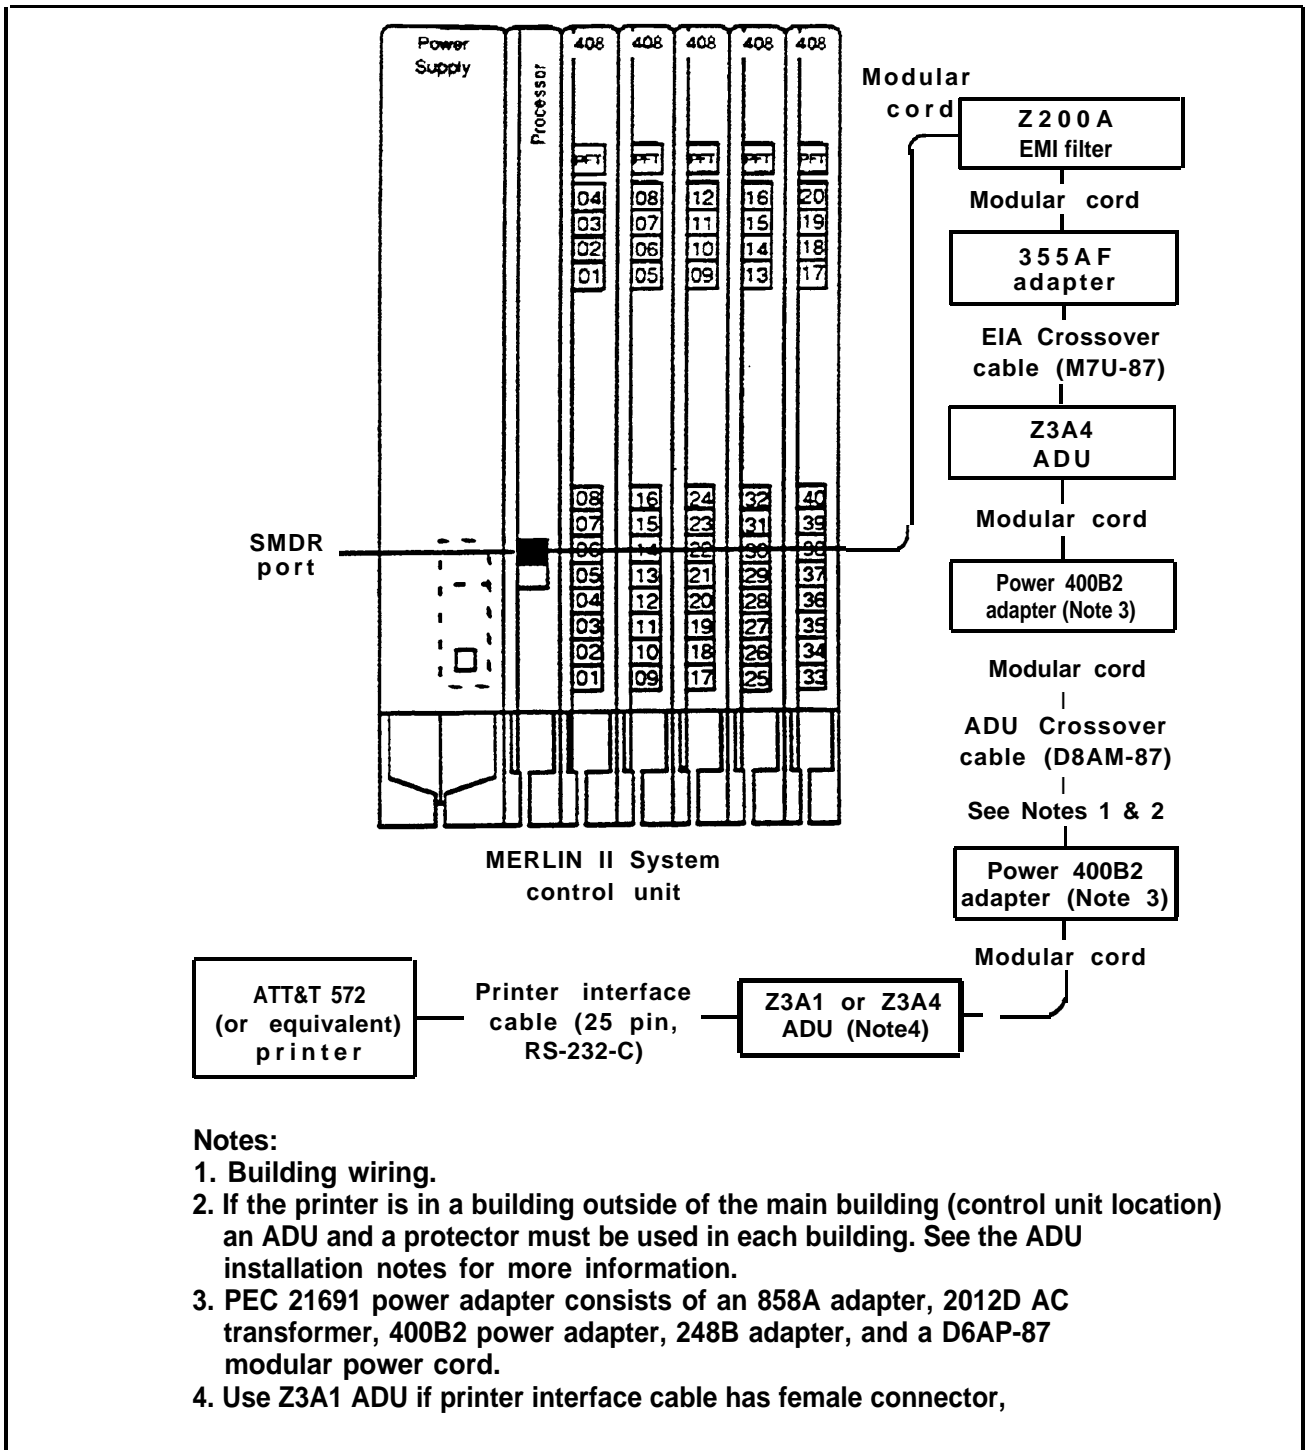 Power
Supply
Processor
408 408 408 408 408
PFT PFT PFT PFT PFT
04 08 12 16 20
03 07 11 15 19
02 06 10 14 18
01 05 09 13 17
08 16 24 32 40
07 15 23 31 39
06 14 22 30 38
05 13 21 29 37
04 12 20 28 36
03 11 19 27 35
02 10 18 26 34
01 09 17 25 33
SMDR
port
MERLIN II System
control unit
Modular
cord
Z200A
EMI filter
Modular cord
355AF
adapter
EIA Crossover
cable (M7U-87)
Z3A4
ADU
Modular cord
Power 400B2
adapter (Note 3)
Modular cord
ADU Crossover
cable (D8AM-87)
See Notes 1 & 2
Power 400B2
adapter (Note 3)
Modular cord
Z3A1 or Z3A4
ADU (Note4)
Printer interface
cable (25 pin,
RS-232-C)
ATT&T 572
(or equivalent)
printer
Notes:
1. Building wiring.
2. If the printer is in a building outside of the main building (control unit location)
an ADU and a protector must be used in each building. See the ADU
installation notes for more information.
3. PEC 21691 power adapter consists of an 858A adapter, 2012D AC
transformer, 400B2 power adapter, 248B adapter, and a D6AP-87
modular power cord.
4. Use Z3A1 ADU if printer interface cable has female connector,